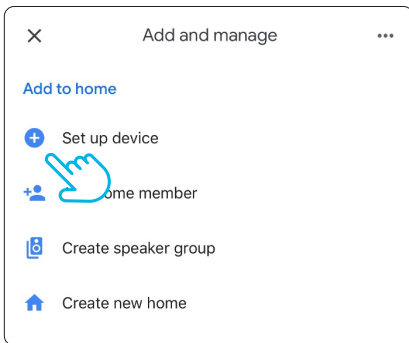 Add and manage
Add to home
Set up device
ome member
Create speaker group
Create new home